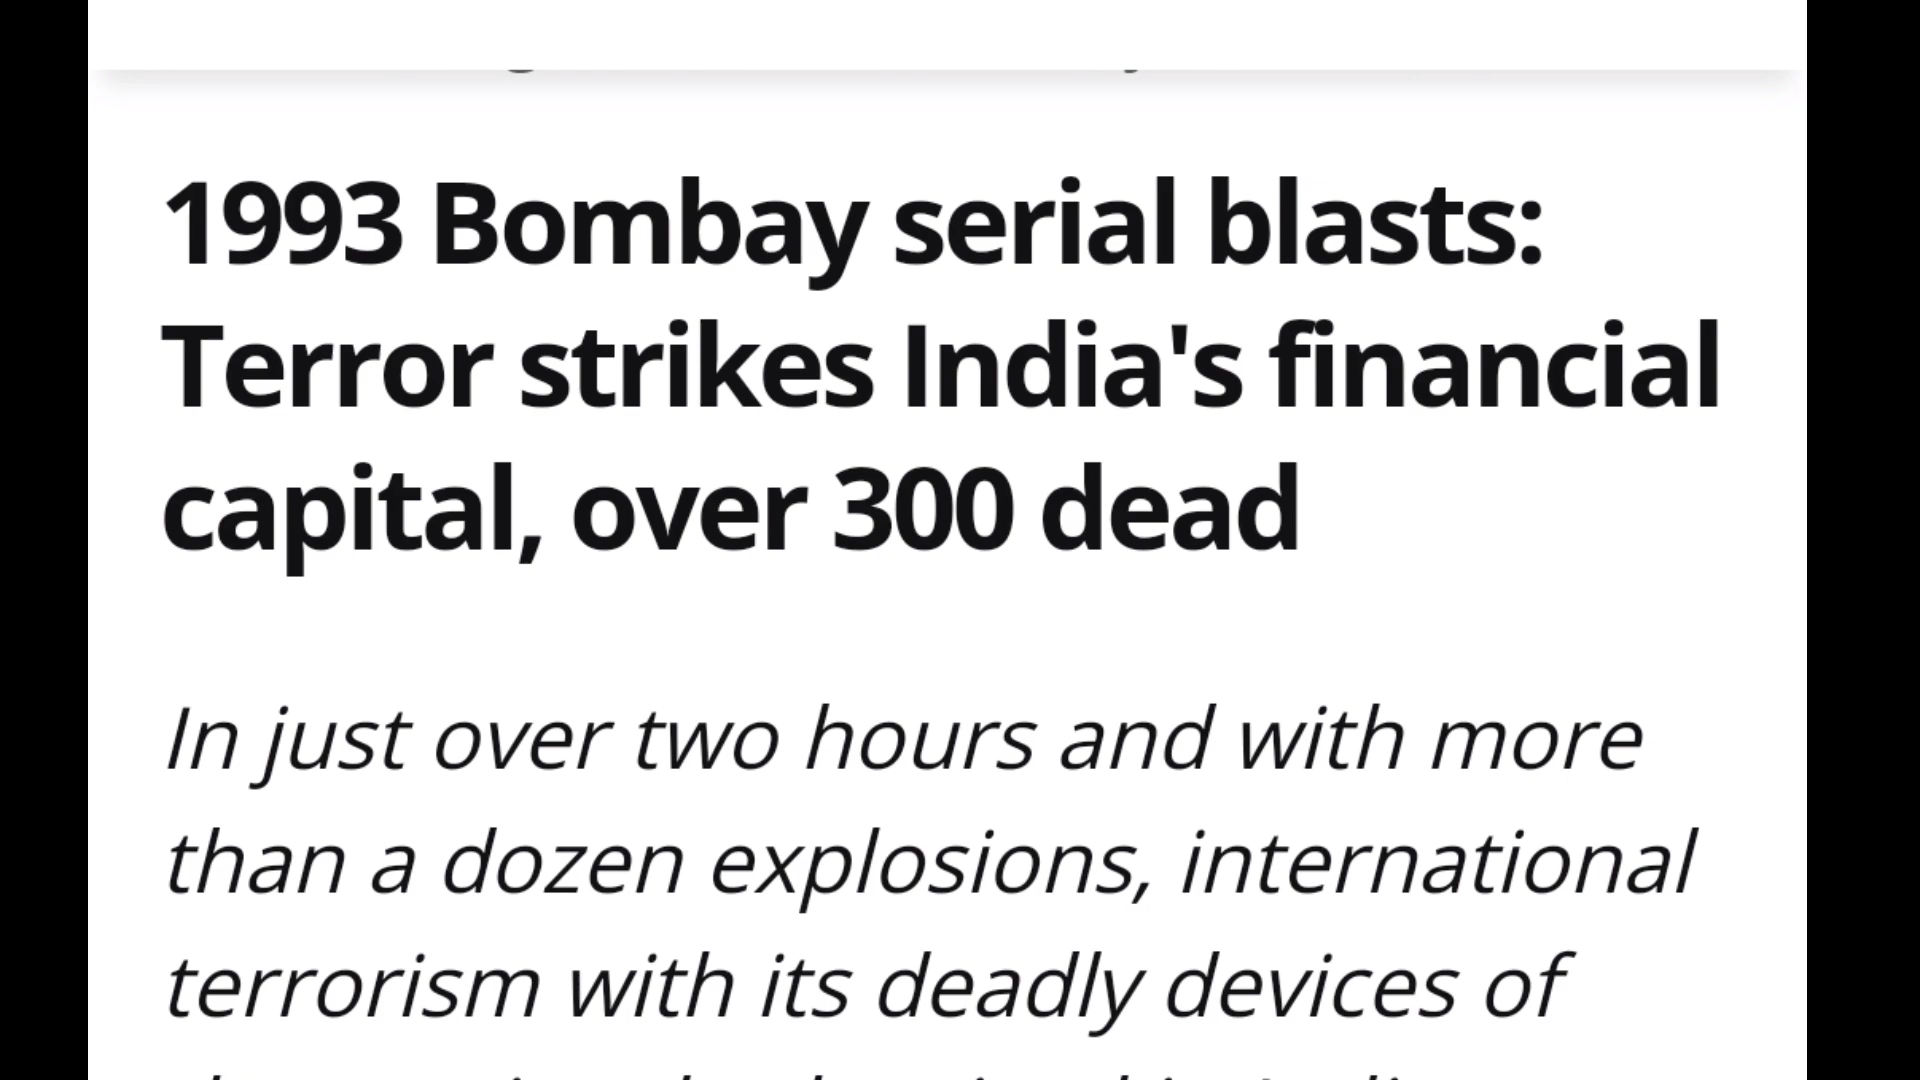 1993 Bombay serial blasts:
Terror strikes India's financial
capital, over 300 dead
In just over two hours and with more
than a dozen explosions, international
terrorism with its deadly devices of